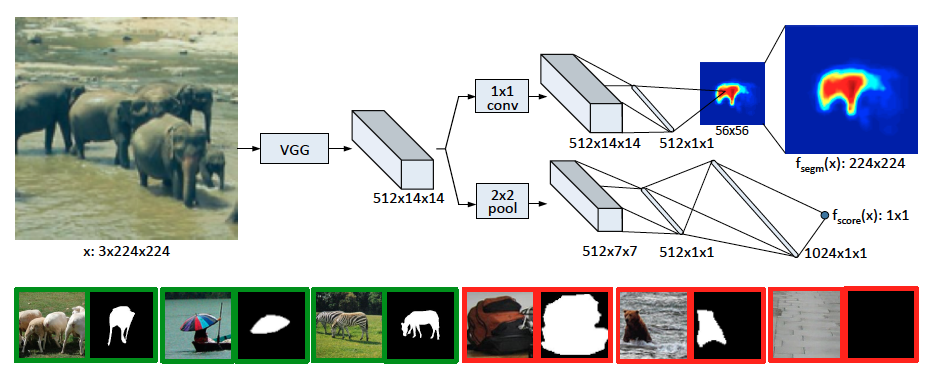 x: 3x224x224
VGG
512x14x14
1x1
conv
512x14x14
512x1x1
56x56
f_segm(x): 224x224
2x2
pool
512x7x7
512x1x1
1024x1x1
f_score(x): 1x1